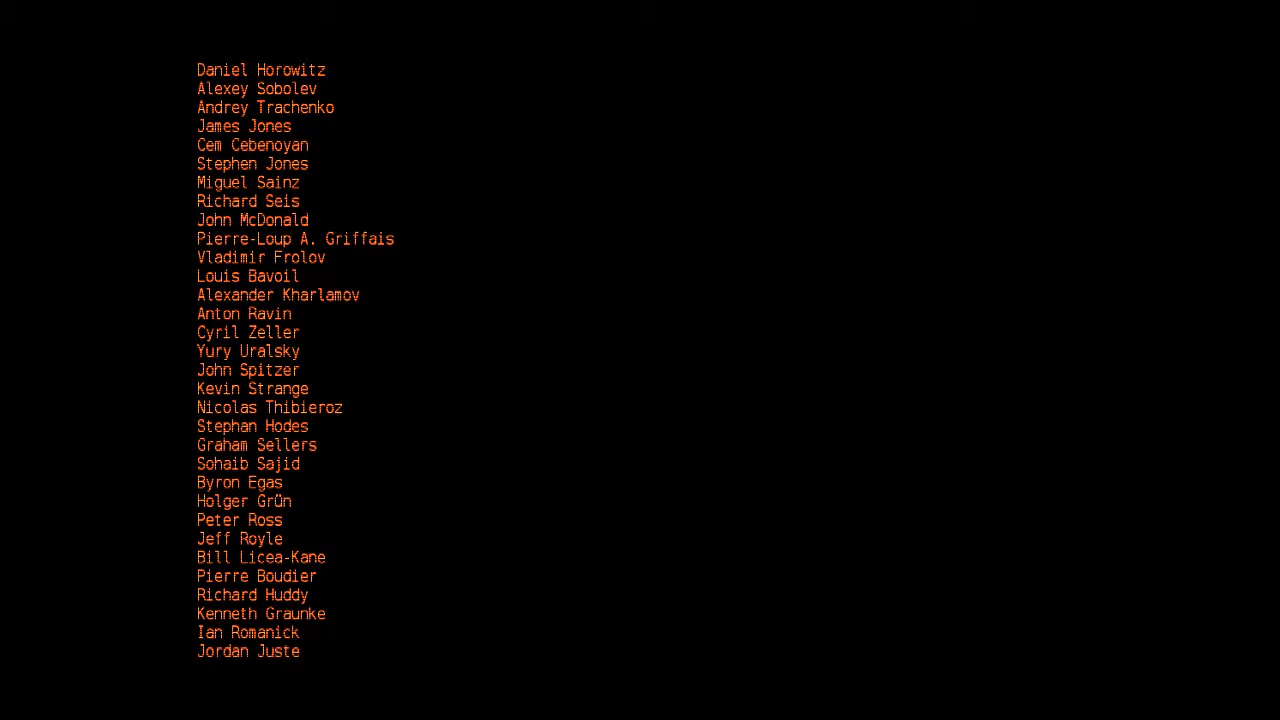 Daniel Horowitz
Alexey Sobolev
Andrey Trachenko
James Jones
Cem Cebenoyan
Stephen Jones
Miguel Sainz
Richard Seis
John McDonald
Pierre-Loup A. Griffais
Vladimir Frolov
Louis Bavoil
Alexander Kharlamov
Anton Ravin
Cyril Zeller
Yury Uralsky
John Spitzer
Kevin Strange
Nicolas Thibieroz
Stephan Hodes
Graham Sellers
Sohaib Sajid
Byron Egas
Holger Grün
Peter Ross
Jeff Royle
Bill Licea-Kane
Pierre Boudier
Richard Huddy
Kenneth Graunke
Ian Romanick
Jordan Juste